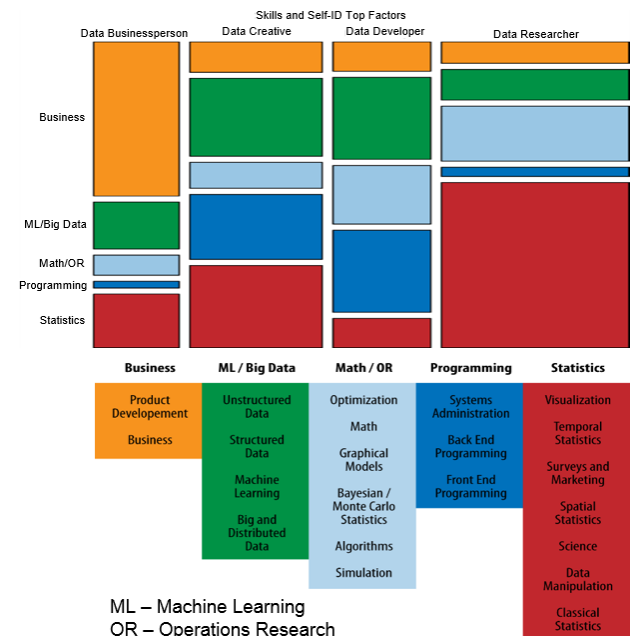 Skills and Self-ID Top Factors
Data Businessperson Data Creative Data Developer Data Researcher
Business
ML/Big Data
Math/OR
Programming
Statistics
Business ML / Big Data Math / OR Programming Statistics
Product
Developement
Business
Unstructured
Data
Structured
Data
Machine
Learning
Big and
Distributed
Data
Optimization
Math
Graphical
Models
Bayesian /
Monte Carlo
Statistics
Algorithms
Simulation
Systems
Administration
Back End
Programming
Front End
Programming
Visualization
Temporal
Statistics
Surveys and
Marketing
Spatial
Statistics
Science
Data
Manipulation
Classical
Statistics
ML – Machine Learning
OR – Operations Research